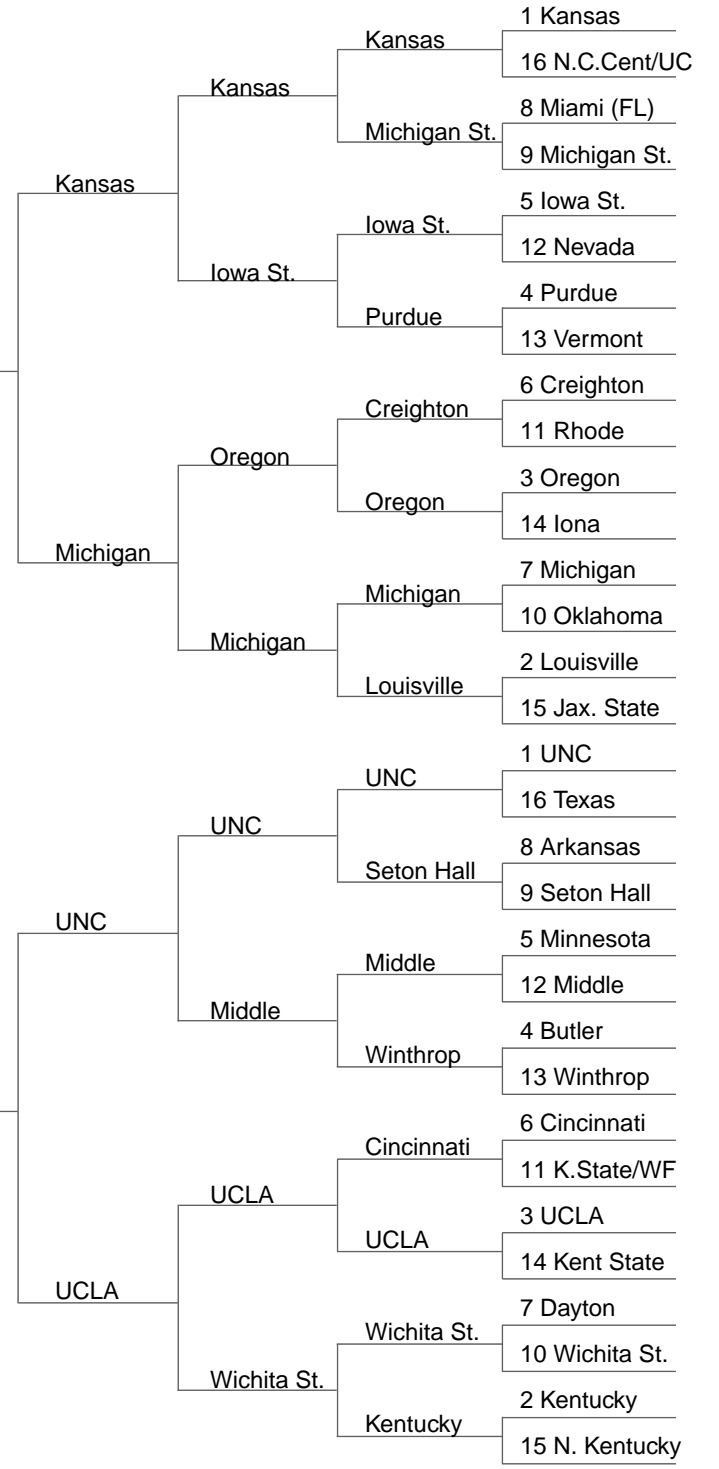 1 Kansas
Kansas
16 N.C.Cent/UC
Kansas
8 Miami (FL)
Michigan St.
9 Michigan St.
Kansas
5 Iowa St.
Iowa St.
12 Nevada
Iowa St.
4 Purdue
Purdue
13 Vermont
6 Creighton
Creighton
11 Rhode
Oregon
3 Oregon
Oregon
14 Iona
Michigan
7 Michigan
Michigan
10 Oklahoma
Michigan
2 Louisville
Louisville
15 Jax. State
1 UNC
UNC
16 Texas
UNC
8 Arkansas
Seton Hall
9 Seton Hall
UNC
5 Minnesota
Middle
12 Middle
Middle
4 Butler
Winthrop
13 Winthrop
6 Cincinnati
Cincinnati
11 K.State/WF
UCLA
3 UCLA
UCLA
14 Kent State
UCLA
7 Dayton
Wichita St.
10 Wichita St.
Wichita St.
2 Kentucky
Kentucky
15 N. Kentucky